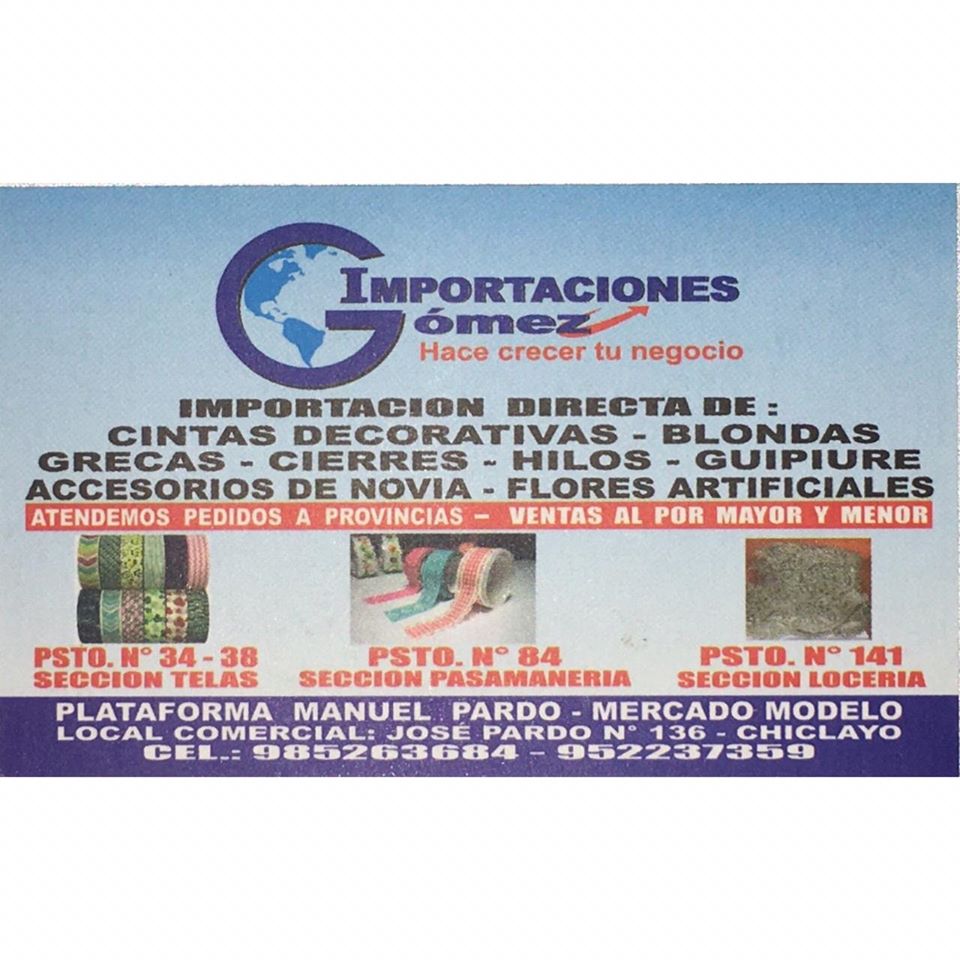 IMPORTACIONES
Gómez
Hace crecer tu negocio
IMPORTACION DIRECTA DE :
CINTAS DECORATIVAS - BLONDAS
GRECAS - CIERRES - HILOS - GUIPIURE
ACCESORIOS DE NOVIA - FLORES ARTIFICIALES
ATENDEMOS PEDIDOS A PROVINCIAS – VENTAS AL POR MAYOR Y MENOR
PSTO. N° 34 - 38
SECCION TELAS
PSTO. N° 84
SECCION PASAMANERIA
PSTO. N° 141
SECCION LOCERIA
PLATAFORMA MANUEL PARDO - MERCADO MODELO
LOCAL COMERCIAL: JOSÉ PARDO N° 136 - CHICLAYO
CEL.: 985263684 - 952237359